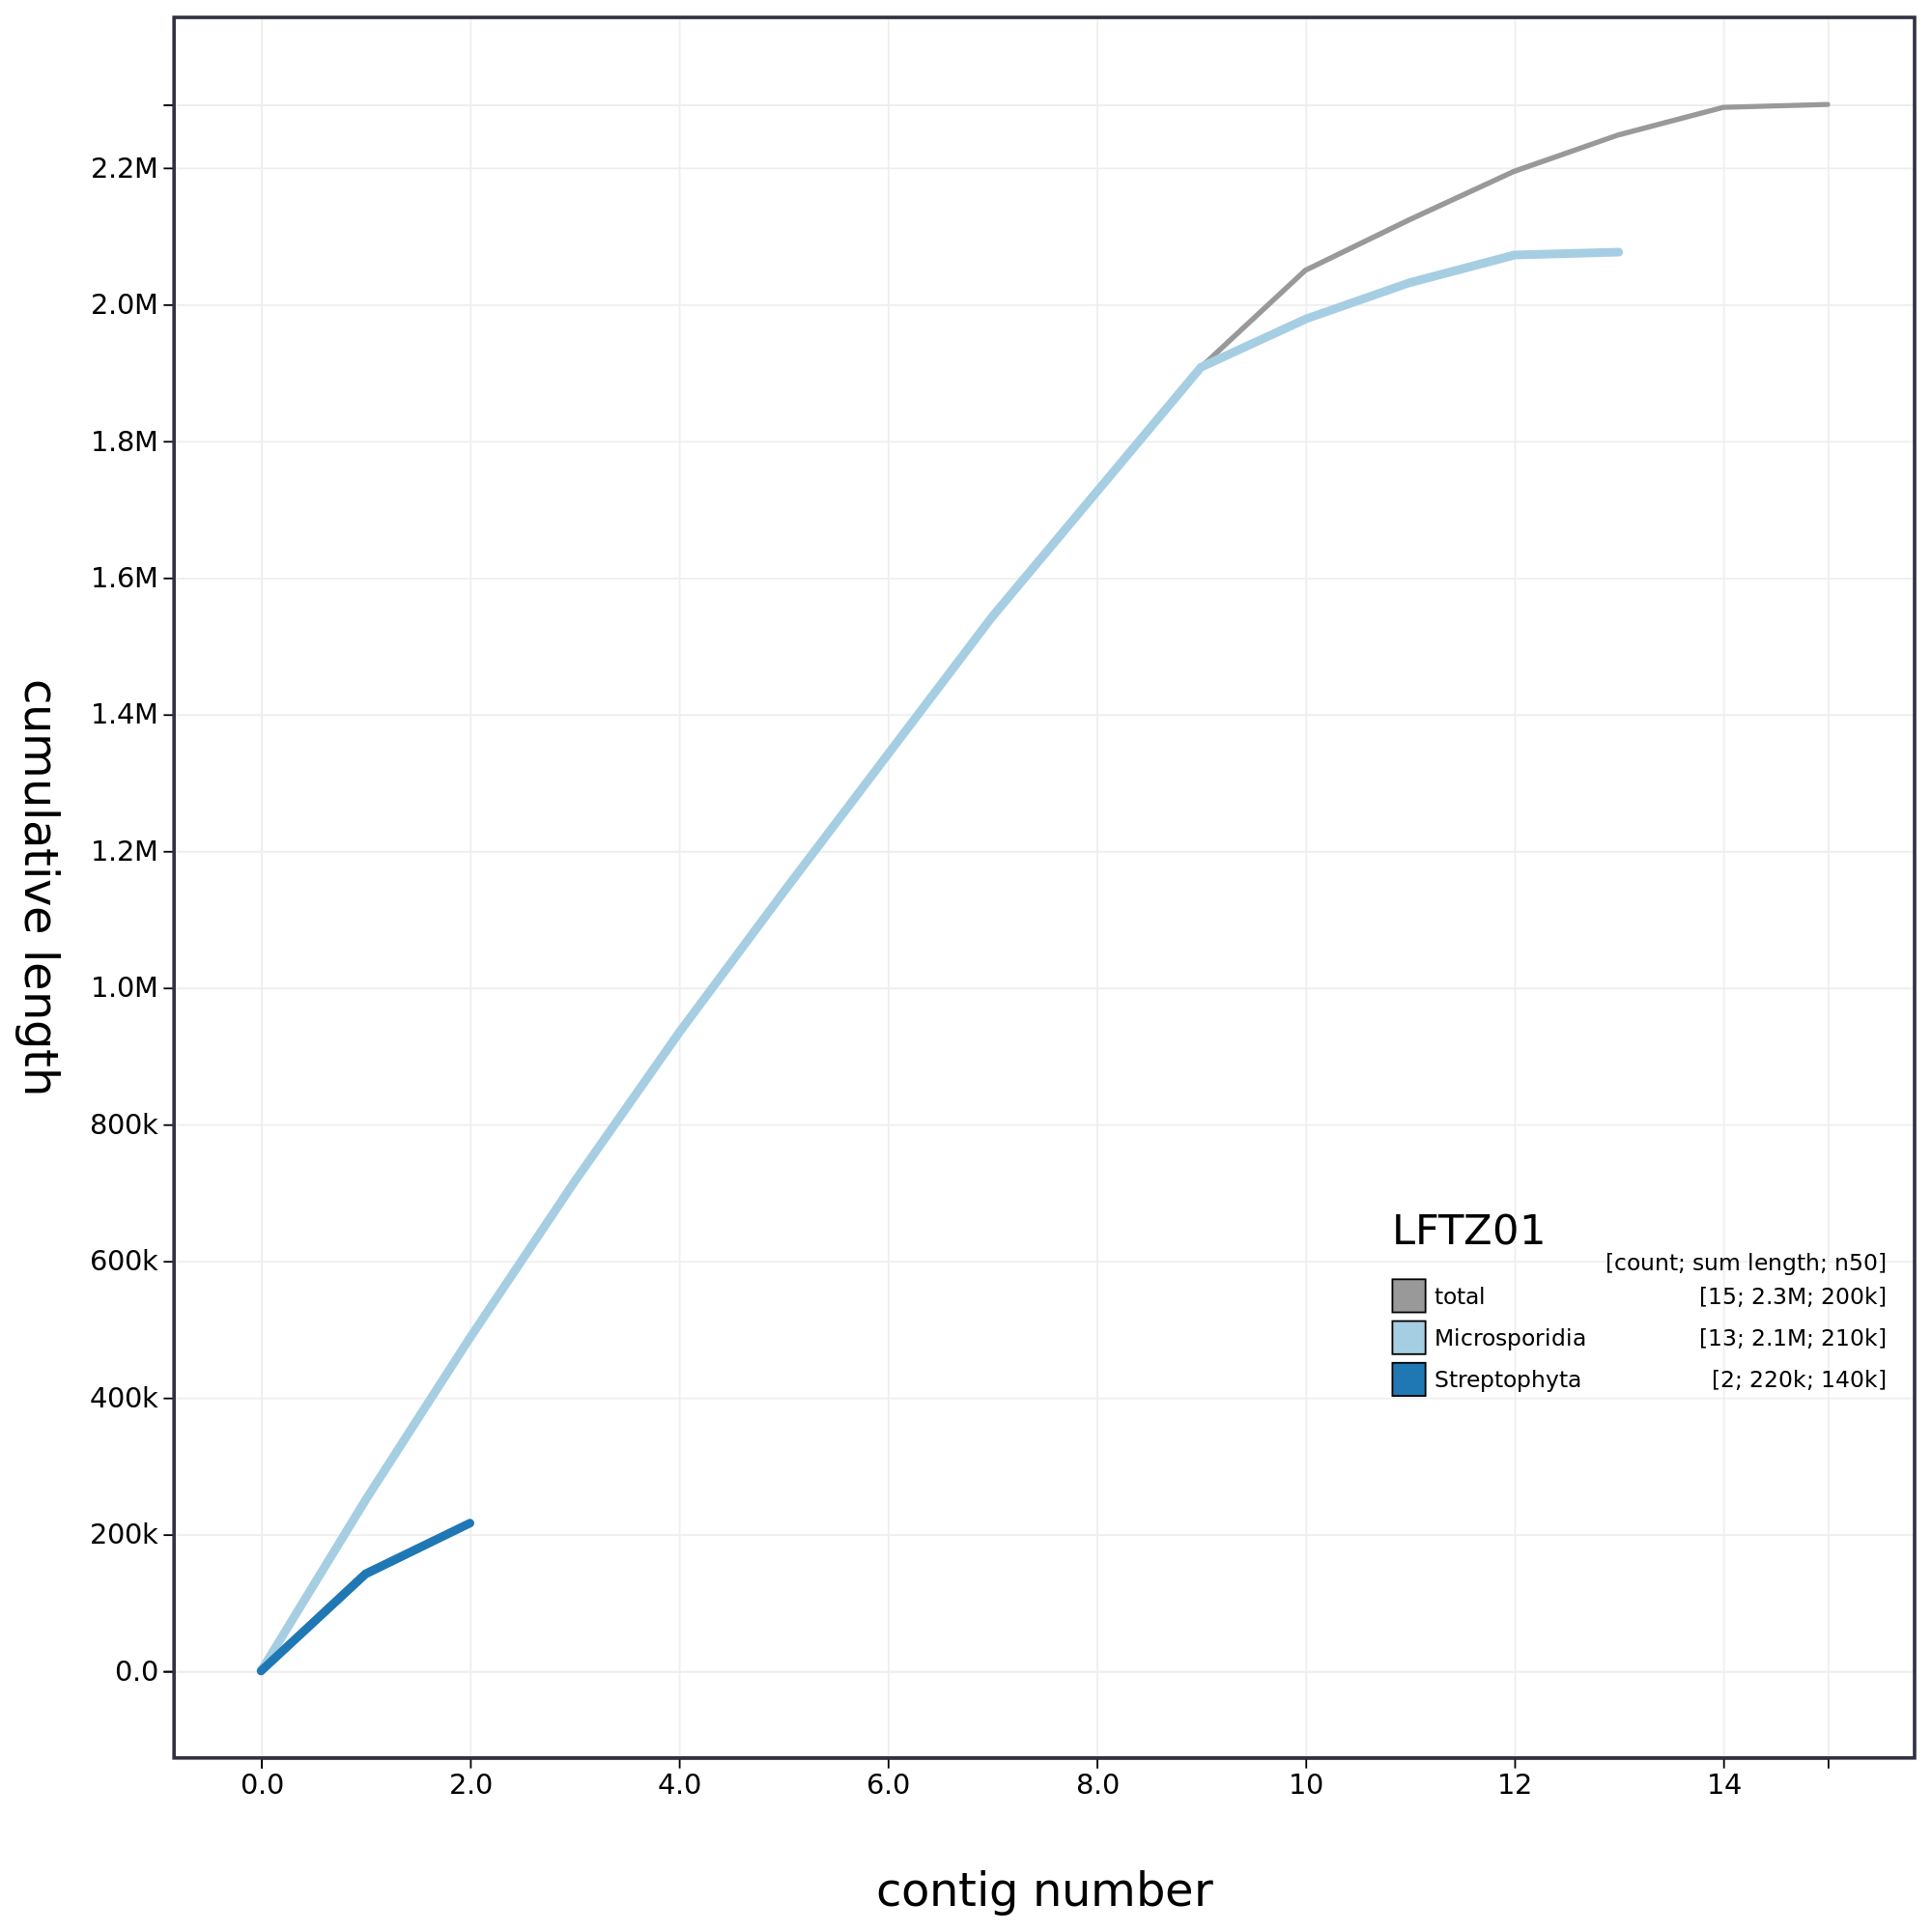 2.2M
2.0M
1.8M
1.6M
1.4M
1.2M
1.0M
800k
600k
400k
200k
0.0
cumulative length
LFTZ01
[count; sum length; n50]
total [15; 2.3M; 200k]
Microsporidia [13; 2.1M; 210k]
Streptophyta [2; 220k; 140k]
0.0 2.0 4.0 6.0 8.0 10 12 14
contig number